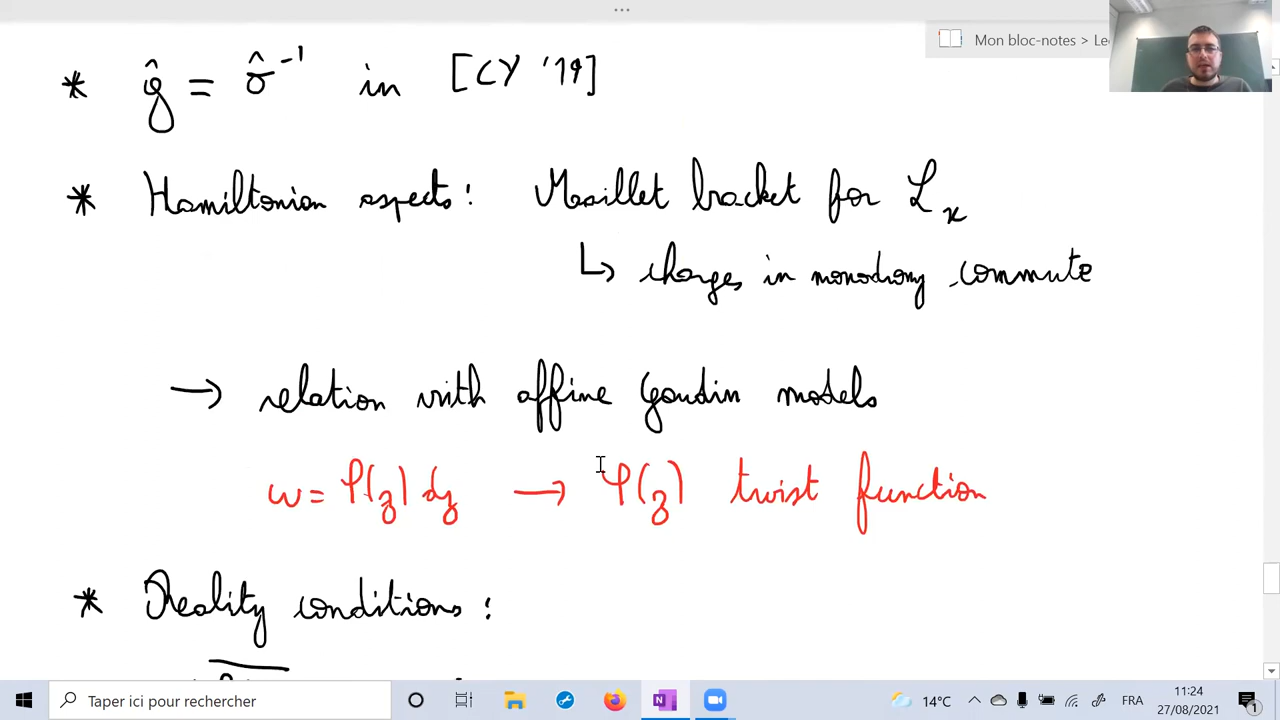 Mon bloc-notes > Le
* ĝ = σ̂⁻¹ in [CY '19]
* Hamiltonian aspects: Maillet bracket for ℒₓ
↳ charges in monodromy commute
→ relation with affine Gaudin models
ω = φ(z) dz → φ(z) twist function
* Reality conditions:
Taper ici pour rechercher
14°C
FRA
11:24
27/08/2021
1